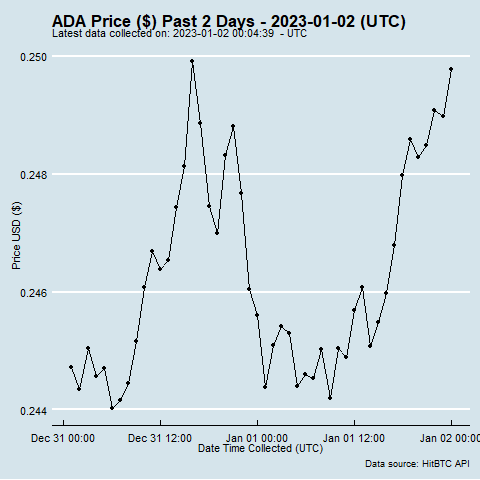 ADA Price ($) Past 2 Days - 2023-01-02 (UTC)
Latest data collected on: 2023-01-02 00:04:39  - UTC
0.250
0.248
0.246
0.244
Price USD ($)
Dec 31 00:00 Dec 31 12:00 Jan 01 00:00 Jan 01 12:00 Jan 02 00:00
Date Time Collected (UTC)
Data source: HitBTC API